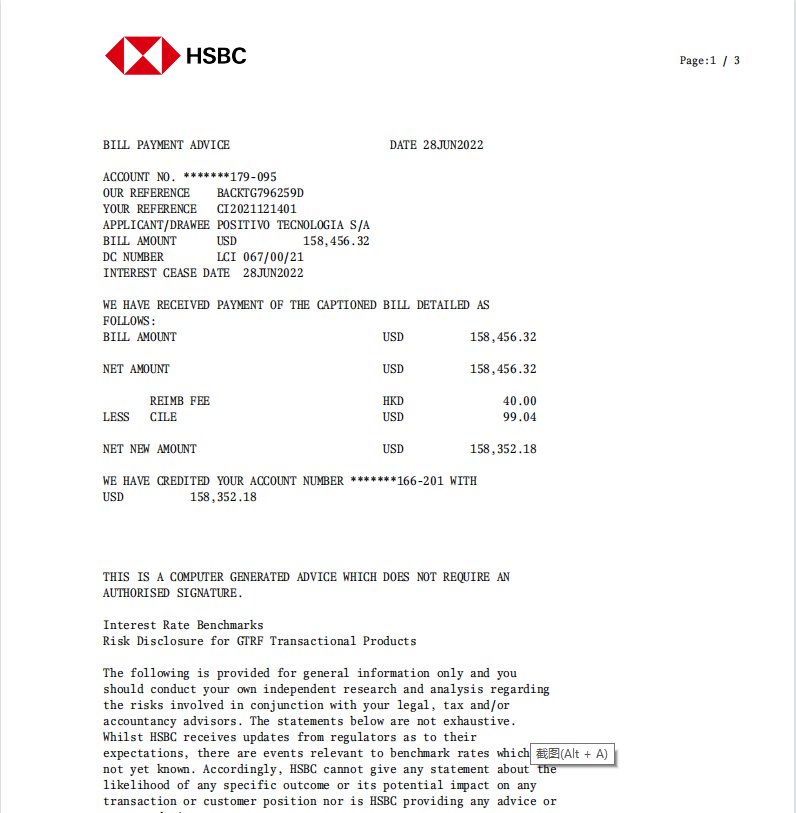 HSBC
Page:1 / 3
BILL PAYMENT ADVICE DATE 28JUN2022
ACCOUNT NO. *******179-095
OUR REFERENCE BACKTG796259D
YOUR REFERENCE CI2021121401
APPLICANT/DRAWEE POSITIVO TECNOLOGIA S/A
BILL AMOUNT USD 158,456.32
DC NUMBER LCI 067/00/21
INTEREST CEASE DATE 28JUN2022
WE HAVE RECEIVED PAYMENT OF THE CAPTIONED BILL DETAILED AS
FOLLOWS:
BILL AMOUNT USD 158,456.32
NET AMOUNT USD 158,456.32
REIMB FEE HKD 40.00
LESS CILE USD 99.04
NET NEW AMOUNT USD 158,352.18
WE HAVE CREDITED YOUR ACCOUNT NUMBER *******166-201 WITH
USD 158,352.18
THIS IS A COMPUTER GENERATED ADVICE WHICH DOES NOT REQUIRE AN
AUTHORISED SIGNATURE.
Interest Rate Benchmarks
Risk Disclosure for GTRF Transactional Products
The following is provided for general information only and you
should conduct your own independent research and analysis regarding
the risks involved in conjunction with your legal, tax and/or
accountancy advisors. The statements below are not exhaustive.
Whilst HSBC receives updates from regulators as to their
expectations, there are events relevant to benchmark rates which
截图(Alt + A)
not yet known. Accordingly, HSBC cannot give any statement about the
likelihood of any specific outcome or its potential impact on any
transaction or customer position nor is HSBC providing any advice or